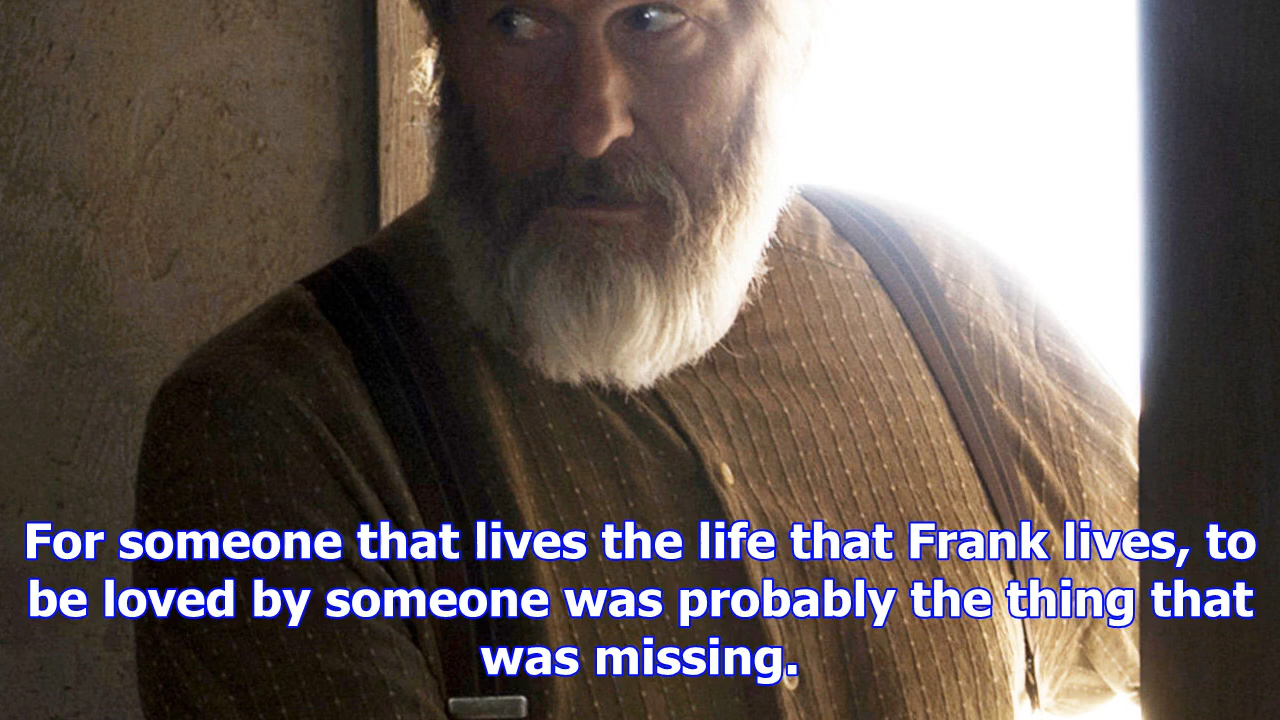 For someone that lives the life that Frank lives, to
be loved by someone was probably the thing that
was missing.